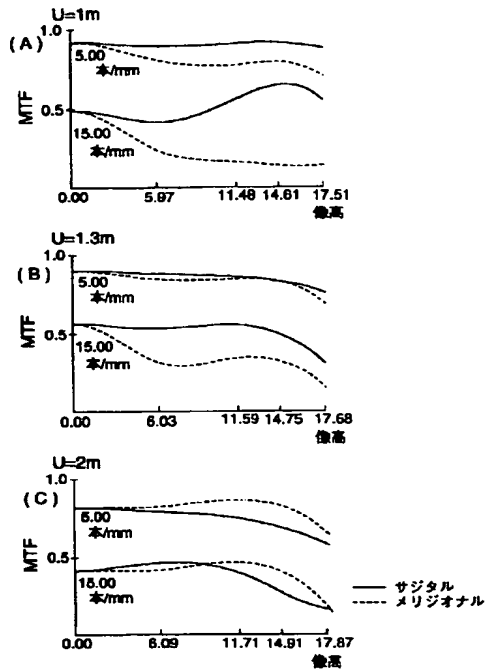 U=1m
(A)
1.0
5.00
本/mm
MTF
0.5
15.00
本/mm
0.00 5.97 11.48 14.61 17.51
像高
U=1.3m
(B)
1.0
5.00
本/mm
MTF
0.5
15.00
本/mm
0.00 6.03 11.59 14.75 17.68
像高
U=2m
(C)
1.0
5.00
本/mm
MTF
0.5
15.00
本/mm
0.00 6.09 11.71 14.91 17.87
像高
サジタル
メリジオナル